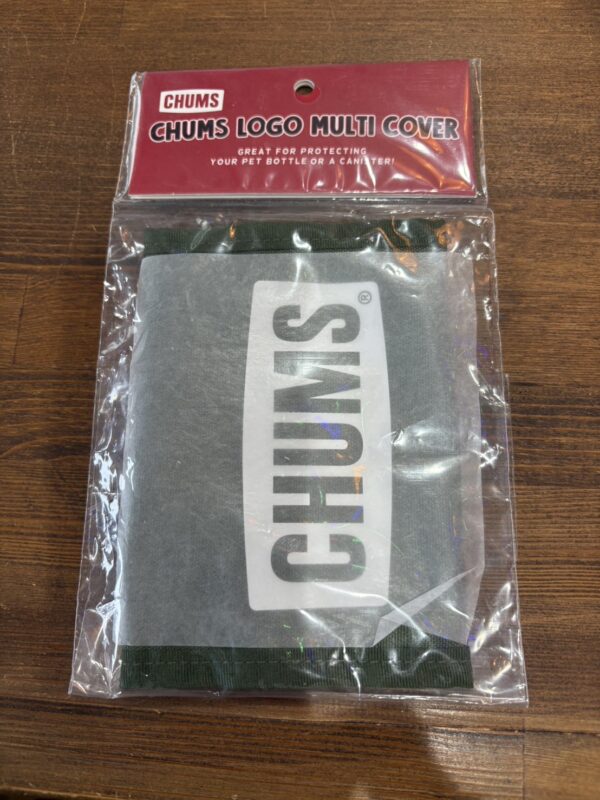 CHUMS
CHUMS LOGO MULTI COVER
GREAT FOR PROTECTING
YOUR PET BOTTLE OR A CANISTER!
CHUMS®